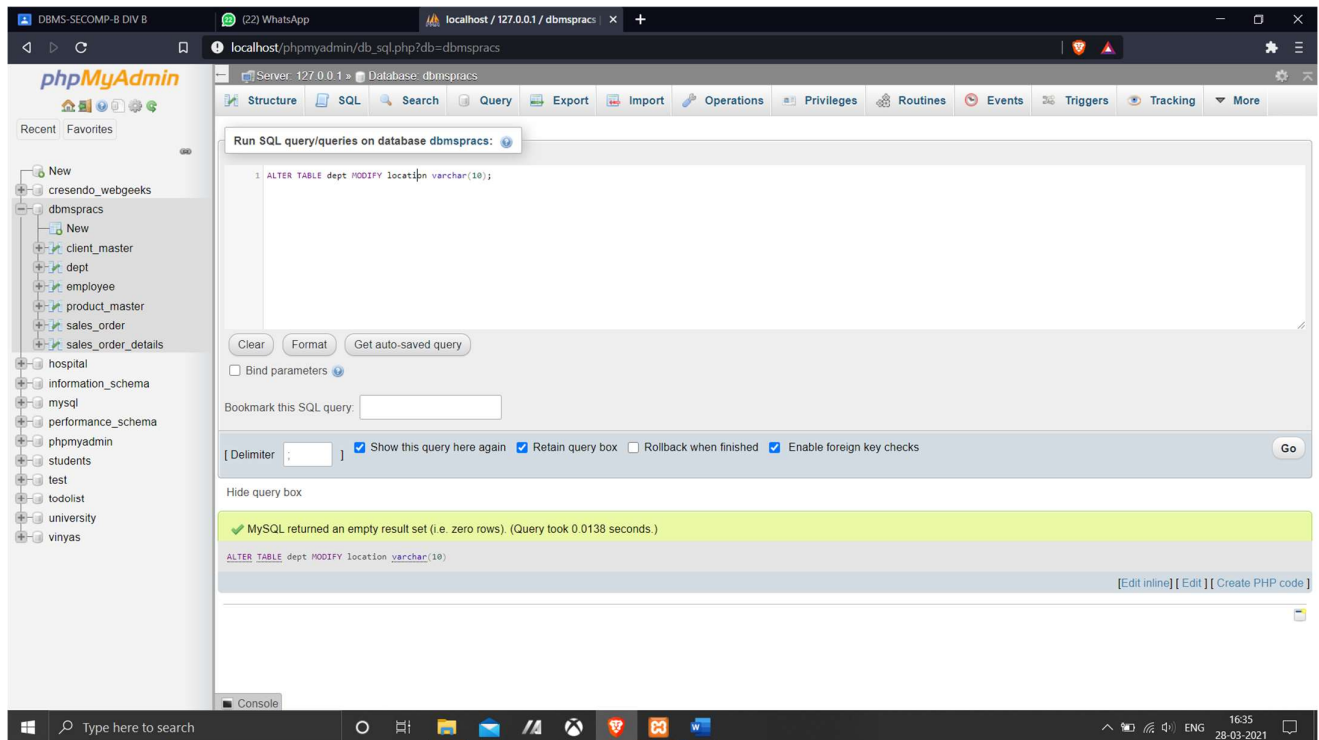 DBMS-SECOMP-B DIV B
22
(22) WhatsApp
localhost / 127.0.0.1 / dbmspracs
localhost/phpmyadmin/db_sql.php?db=dbmspracs
phpMyAdmin
Recent Favorites
New
cresendo_webgeeks
dbmspracs
New
client_master
dept
employee
product_master
sales_order
sales_order_details
hospital
information_schema
mysql
performance_schema
phpmyadmin
students
test
todolist
university
vinyas
Server: 127.0.0.1 » Database: dbmspracs
Structure SQL Search Query Export Import Operations Privileges Routines Events Triggers Tracking More
Run SQL query/queries on database dbmspracs:
1 ALTER TABLE dept MODIFY location varchar(10);
Clear Format Get auto-saved query
Bind parameters
Bookmark this SQL query:
[ Delimiter ; ] Show this query here again Retain query box Rollback when finished Enable foreign key checks Go
Hide query box
MySQL returned an empty result set (i.e. zero rows). (Query took 0.0138 seconds.)
ALTER TABLE dept MODIFY location varchar(10)
[Edit inline] [ Edit ] [ Create PHP code ]
Console
Type here to search
ENG
16:35
28-03-2021